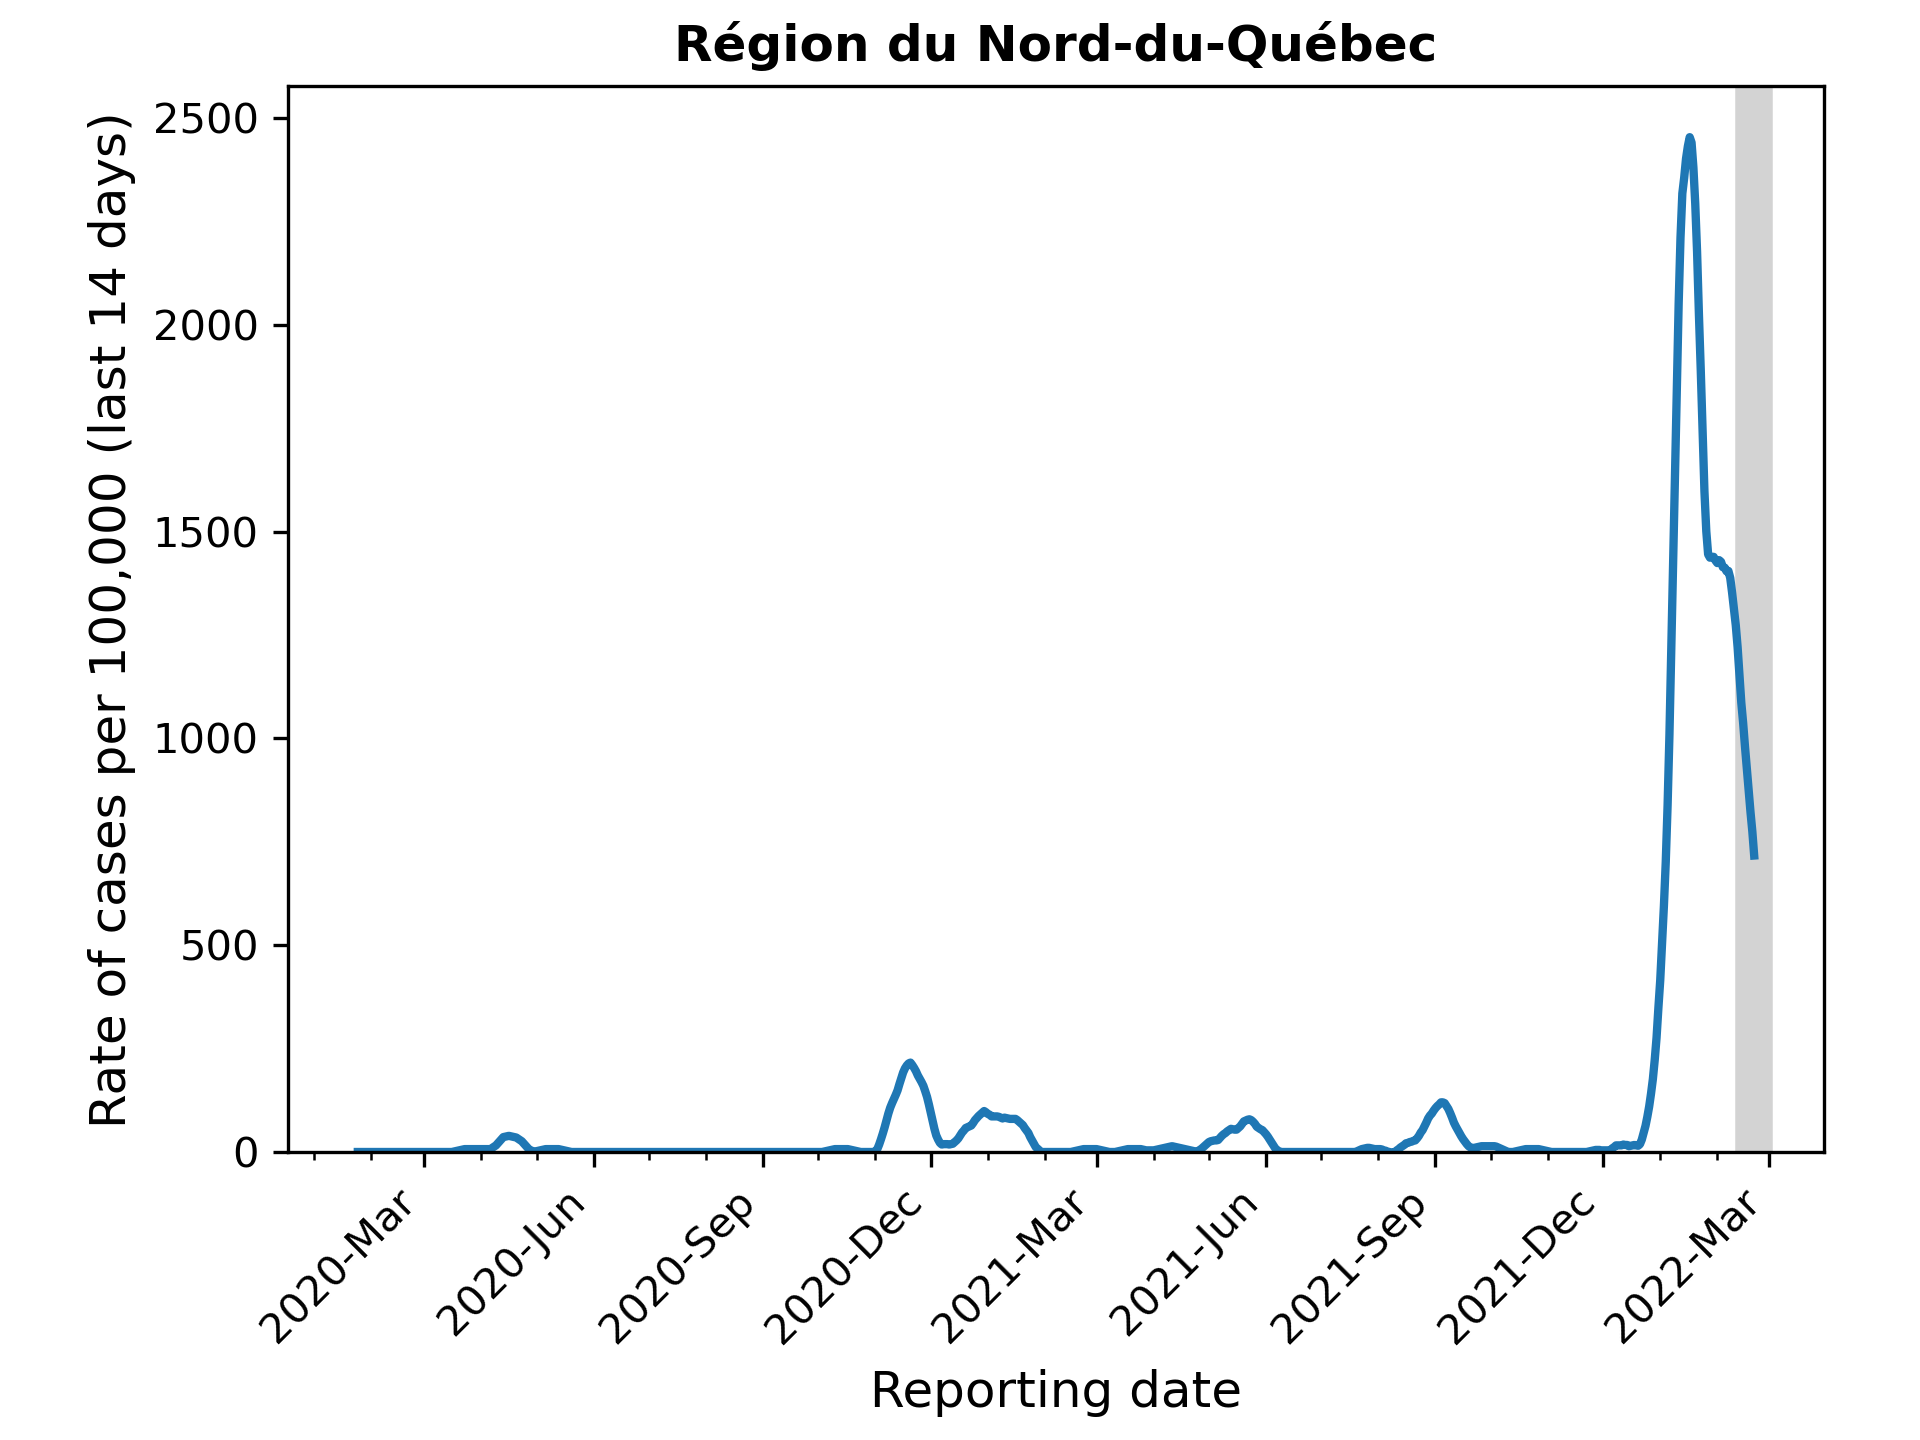 Région du Nord-du-Québec
Rate of cases per 100,000 (last 14 days)
2500
2000
1500
1000
500
0
2020-Mar
2020-Jun
2020-Sep
2020-Dec
2021-Mar
2021-Jun
2021-Sep
2021-Dec
2022-Mar
Reporting date